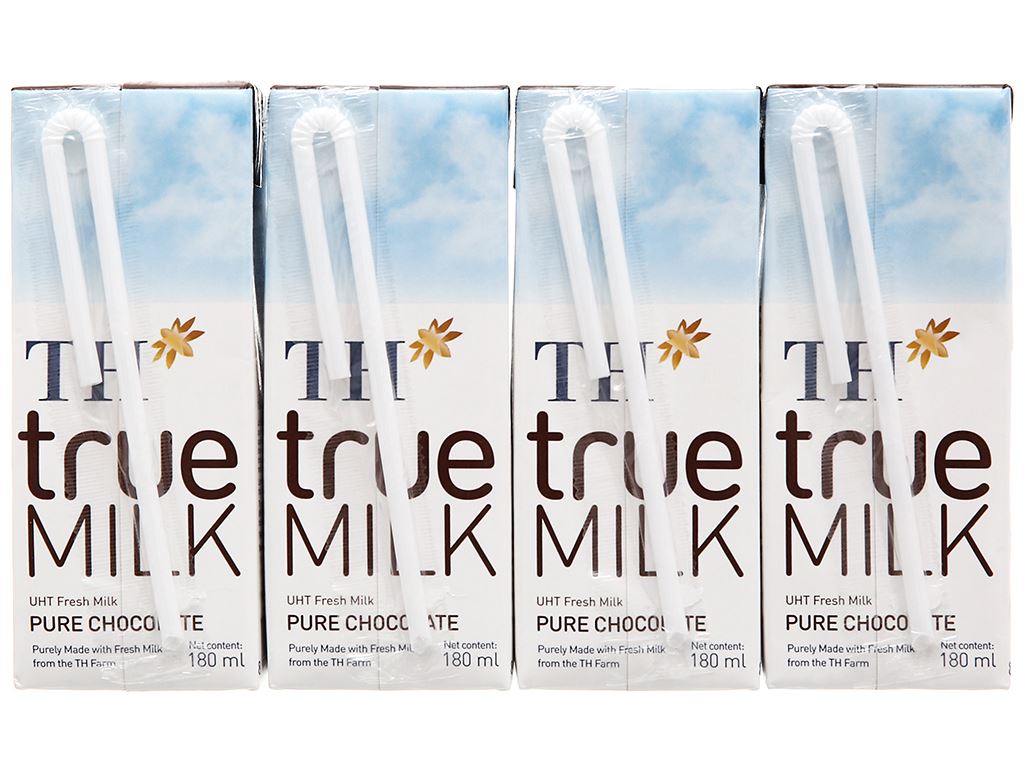 TH
true
MILK
UHT Fresh Milk
PURE CHOCOLATE
Purely Made with Fresh Milk
from the TH Farm
Net content:
180 ml
TH
true
MILK
UHT Fresh Milk
PURE CHOCOLATE
Purely Made with Fresh Milk
from the TH Farm
Net content:
180 ml
TH
true
MILK
UHT Fresh Milk
PURE CHOCOLATE
Purely Made with Fresh Milk
from the TH Farm
Net content:
180 ml
TH
true
MILK
UHT Fresh Milk
PURE CHOCOLATE
Purely Made with Fresh Milk
from the TH Farm
Net content:
180 ml